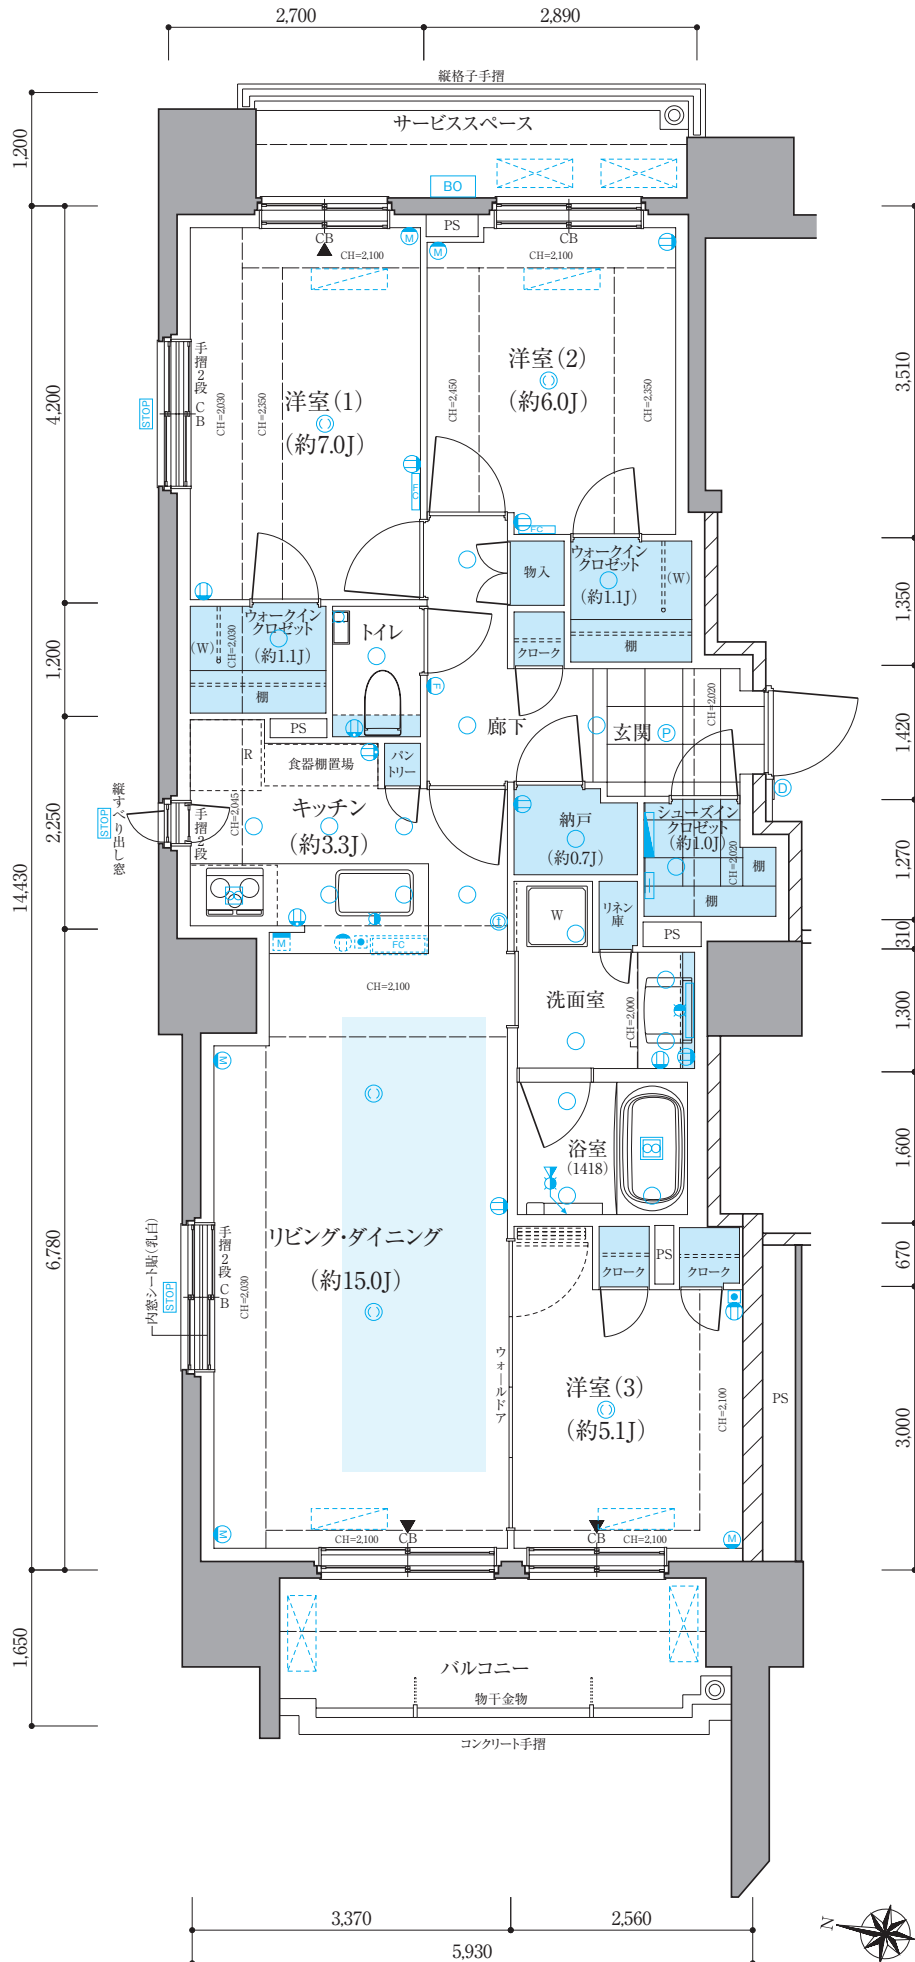 2,700
2,890
縦格子手摺
サービススペース
1,200
BO
PS
CB
CH=2,100
M
M
CB
CH=2,100
4,200
3,510
手摺2段
CB
STOP
CH=2,030
CH=2,350
洋室(1)
(約7.0J)
FC
CH=2,450
洋室(2)
(約6.0J)
CH=2,350
FC
物入
ウォークイン
クロゼット
(約1.1J)
(W)
棚
1,350
クローク
1,200
ウォークイン
クロゼット
(約1.1J)
(W)
CH=2,030
棚
トイレ
F
PS
廊下
玄関
P
CH=2,020
1,420
D
R
食器棚置場
パン
トリー
縦すべり出し窓
STOP
手摺2段
CH=2,045
キッチン
(約3.3J)
2,250
14,430
納戸
(約0.7J)
シューズイン
クロゼット
(約1.0J)
CH=2,020
棚
棚
1,270
W
リネン
庫
PS
310
M
FC
CH=2,100
洗面室
CH=2,000
1,300
M
浴室
(1418)
1,600
6,780
内窓シート貼(乳白)
STOP
手摺2段
CB
CH=2,030
リビング・ダイニング
(約15.0J)
クローク
PS
クローク
670
ウォールドア
洋室(3)
(約5.1J)
CH=2,100
PS
3,000
M
CH=2,100
CB
CB
CH=2,100
M
1,650
バルコニー
物干金物
コンクリート手摺
3,370
2,560
5,930
N